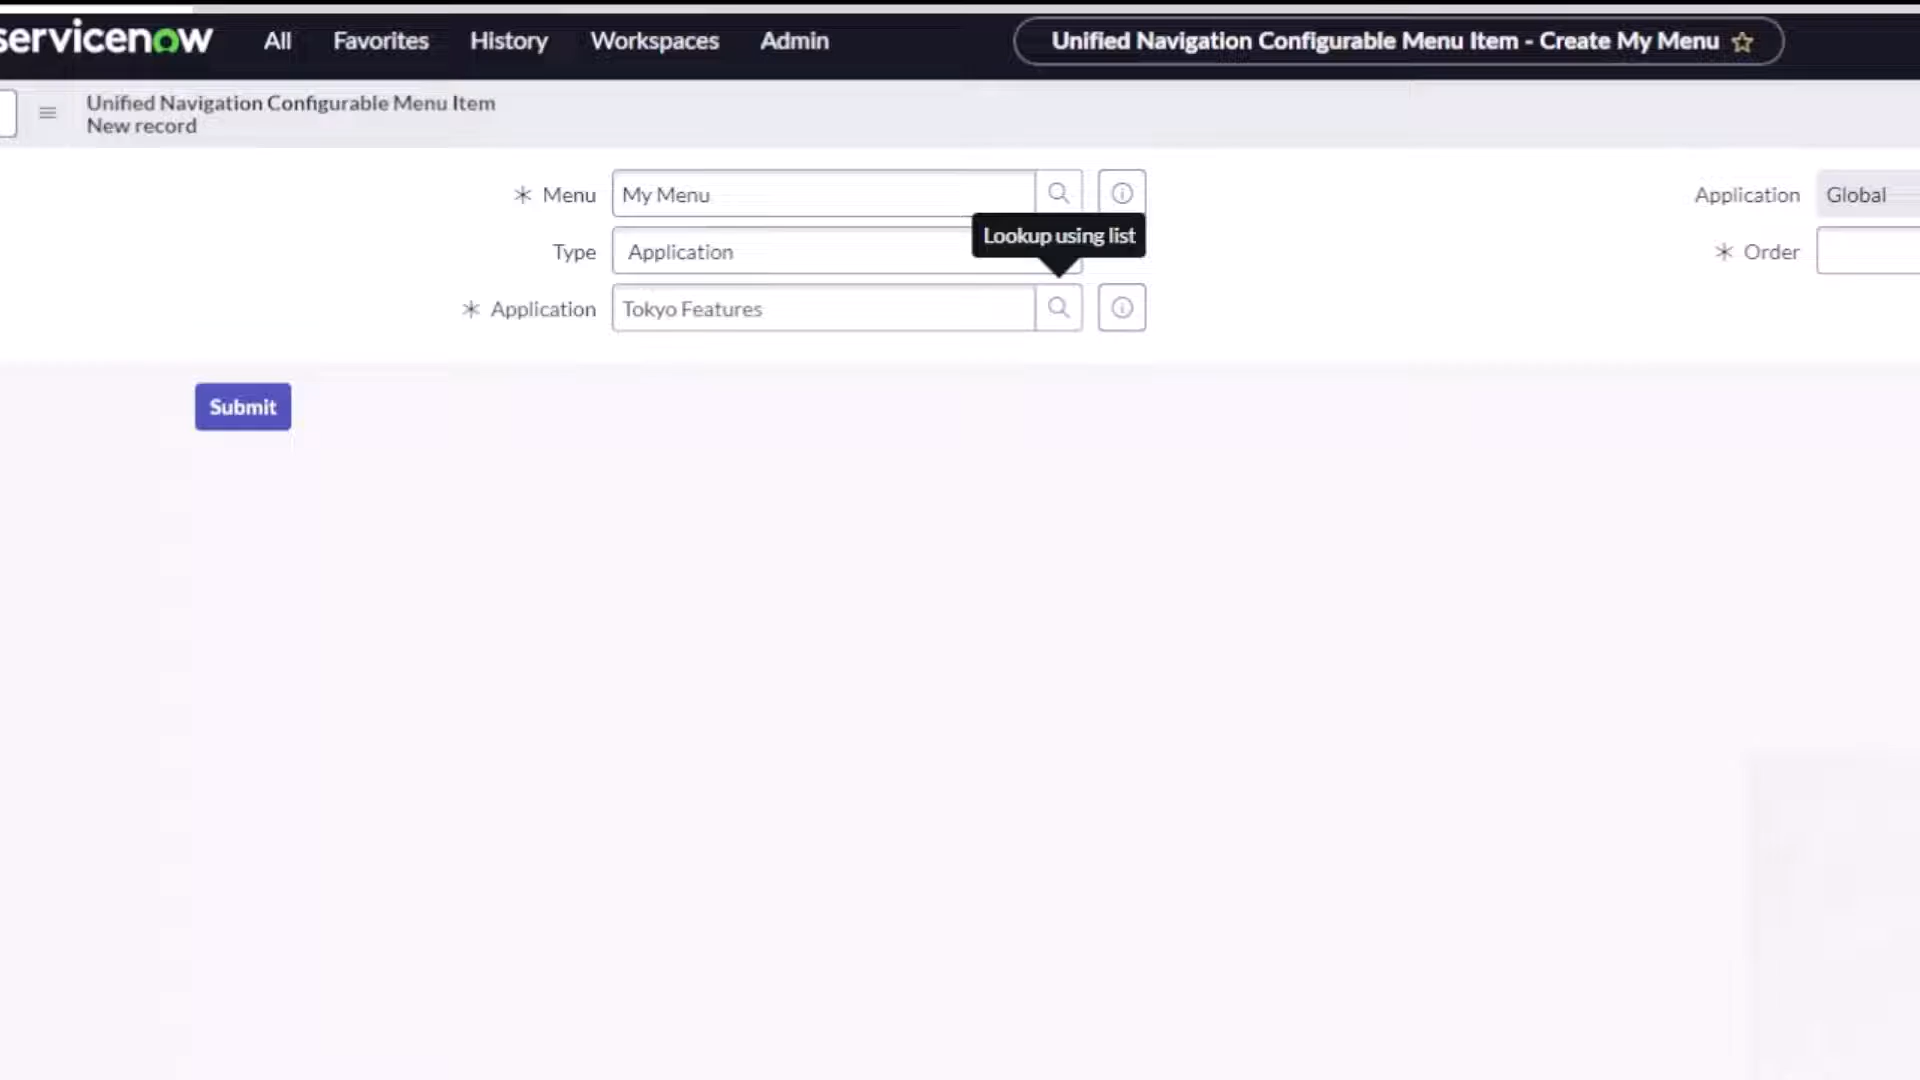 servicenow All Favorites History Workspaces Admin Unified Navigation Configurable Menu Item - Create My Menu
Unified Navigation Configurable Menu Item
New record
* Menu My Menu Application Global
Lookup using list
Type Application * Order
* Application Tokyo Features
Submit